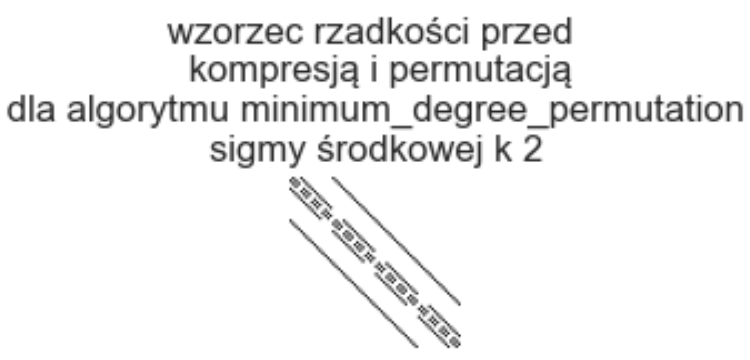 wzorzec rzadkości przed
kompresją i permutacją
dla algorytmu minimum_degree_permutation
sigmy środkowej k 2